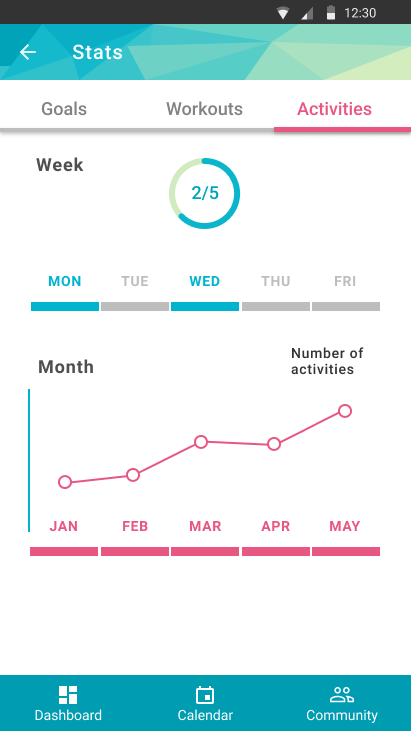 12:30
Stats
Goals Workouts Activities
Week
2/5
MON TUE WED THU FRI
Month
Number of
activities
JAN FEB MAR APR MAY
Dashboard Calendar Community